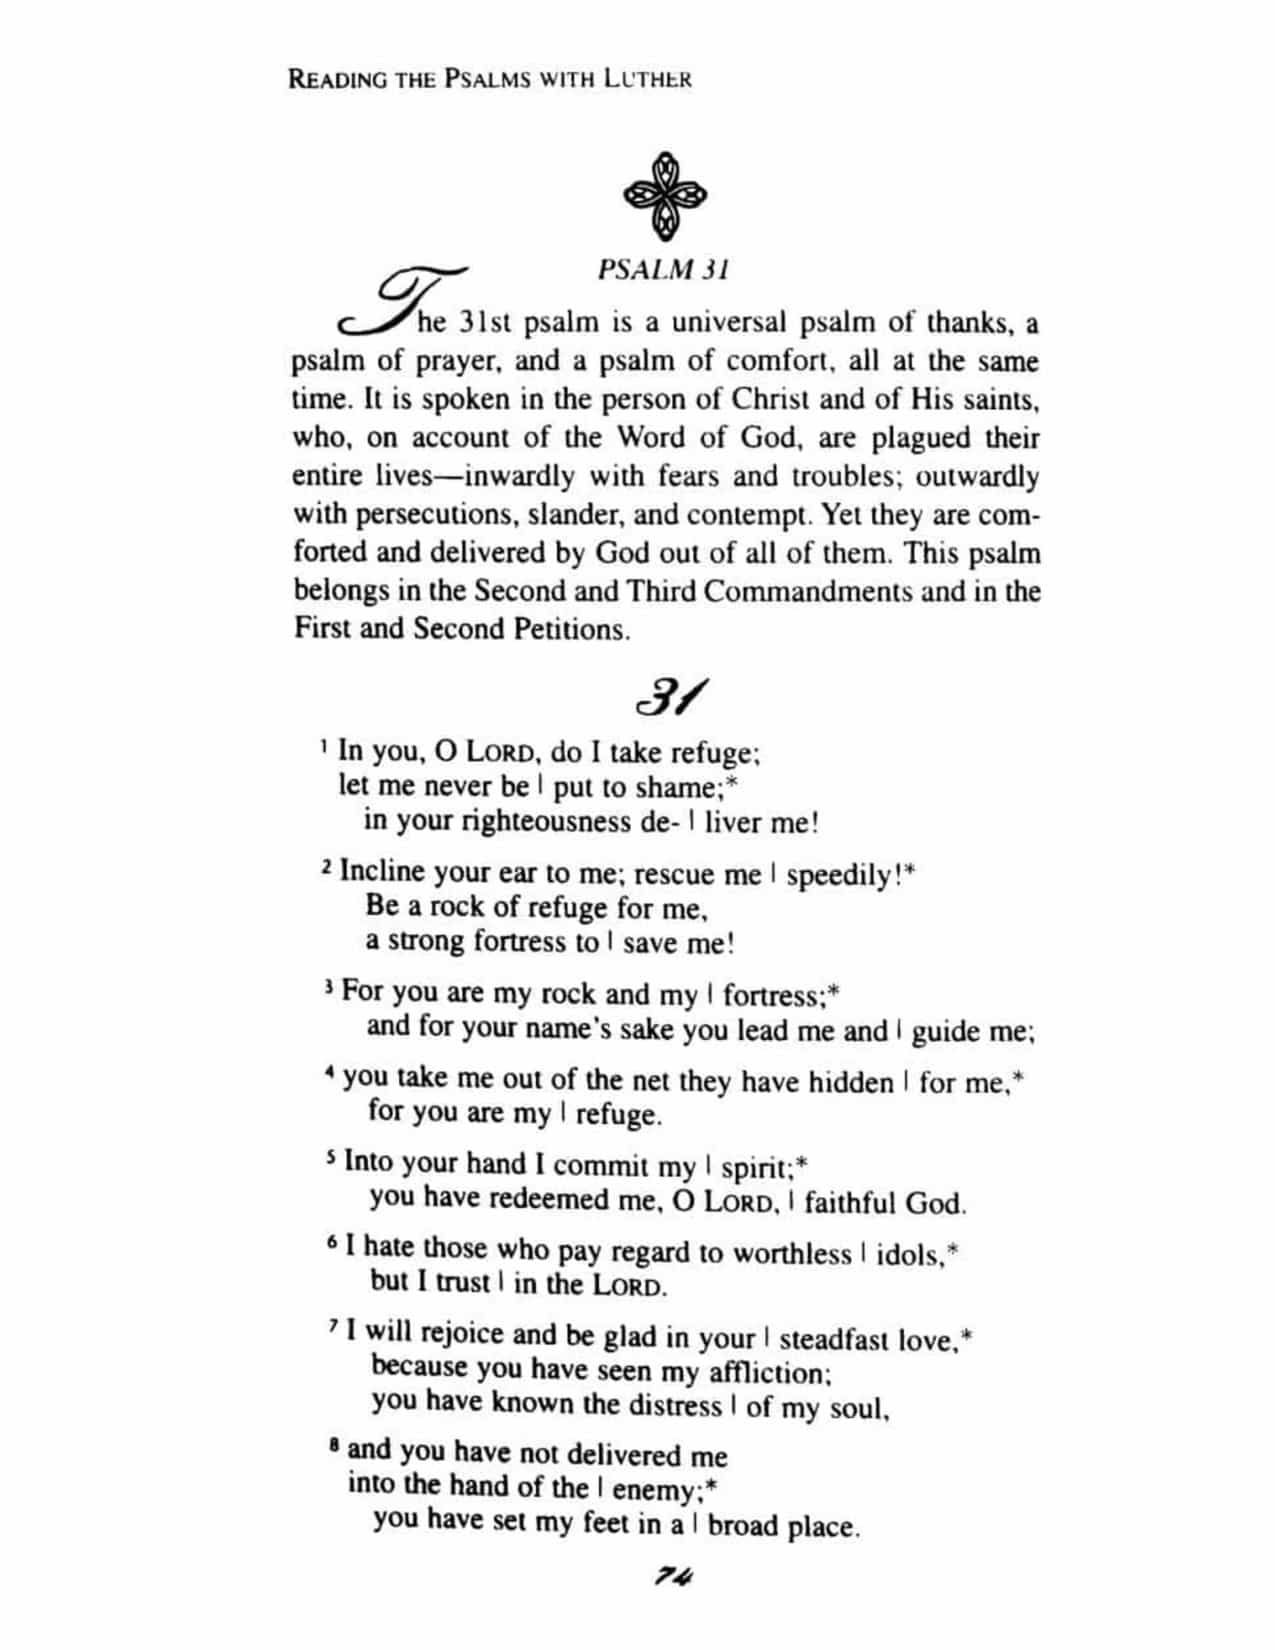 READING THE PSALMS WITH LUTHER
PSALM 31
The 31st psalm is a universal psalm of thanks, a
psalm of prayer, and a psalm of comfort, all at the same
time. It is spoken in the person of Christ and of His saints,
who, on account of the Word of God, are plagued their
entire lives—inwardly with fears and troubles; outwardly
with persecutions, slander, and contempt. Yet they are com-
forted and delivered by God out of all of them. This psalm
belongs in the Second and Third Commandments and in the
First and Second Petitions.
31
1 In you, O LORD, do I take refuge;
let me never be | put to shame;*
in your righteousness de- | liver me!
2 Incline your ear to me; rescue me | speedily!*
Be a rock of refuge for me,
a strong fortress to | save me!
3 For you are my rock and my | fortress;*
and for your name's sake you lead me and | guide me;
4 you take me out of the net they have hidden | for me,*
for you are my | refuge.
5 Into your hand I commit my | spirit;*
you have redeemed me, O LORD, | faithful God.
6 I hate those who pay regard to worthless | idols,*
but I trust | in the LORD.
7 I will rejoice and be glad in your | steadfast love,*
because you have seen my affliction;
you have known the distress | of my soul,
8 and you have not delivered me
into the hand of the | enemy;*
you have set my feet in a | broad place.
74